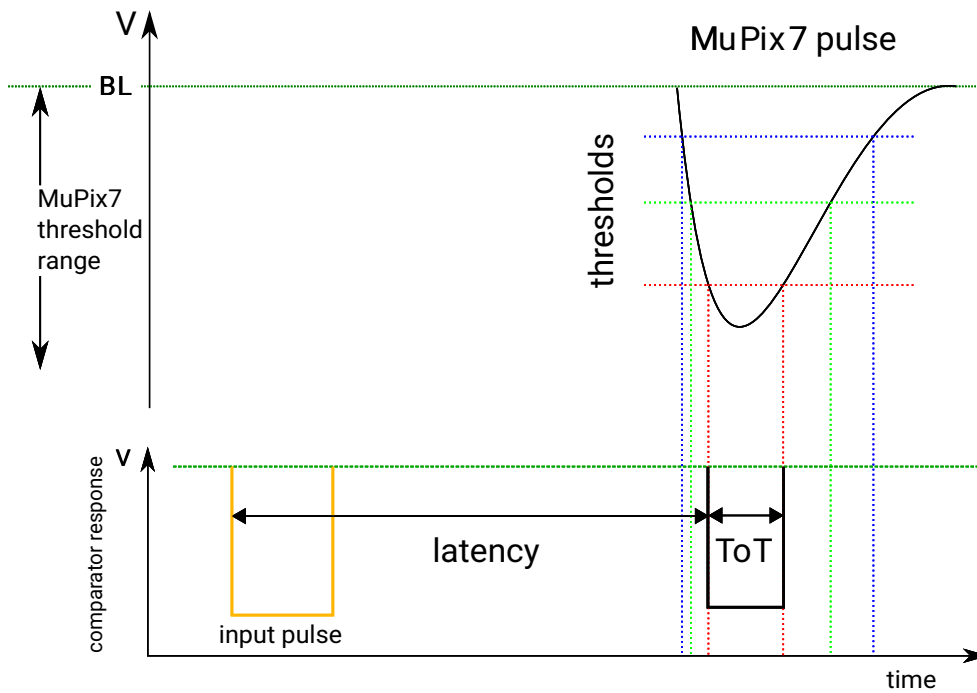 V
MuPix7 pulse
BL
thresholds
MuPix7
threshold
range
V
comparator response
latency
ToT
input pulse
time